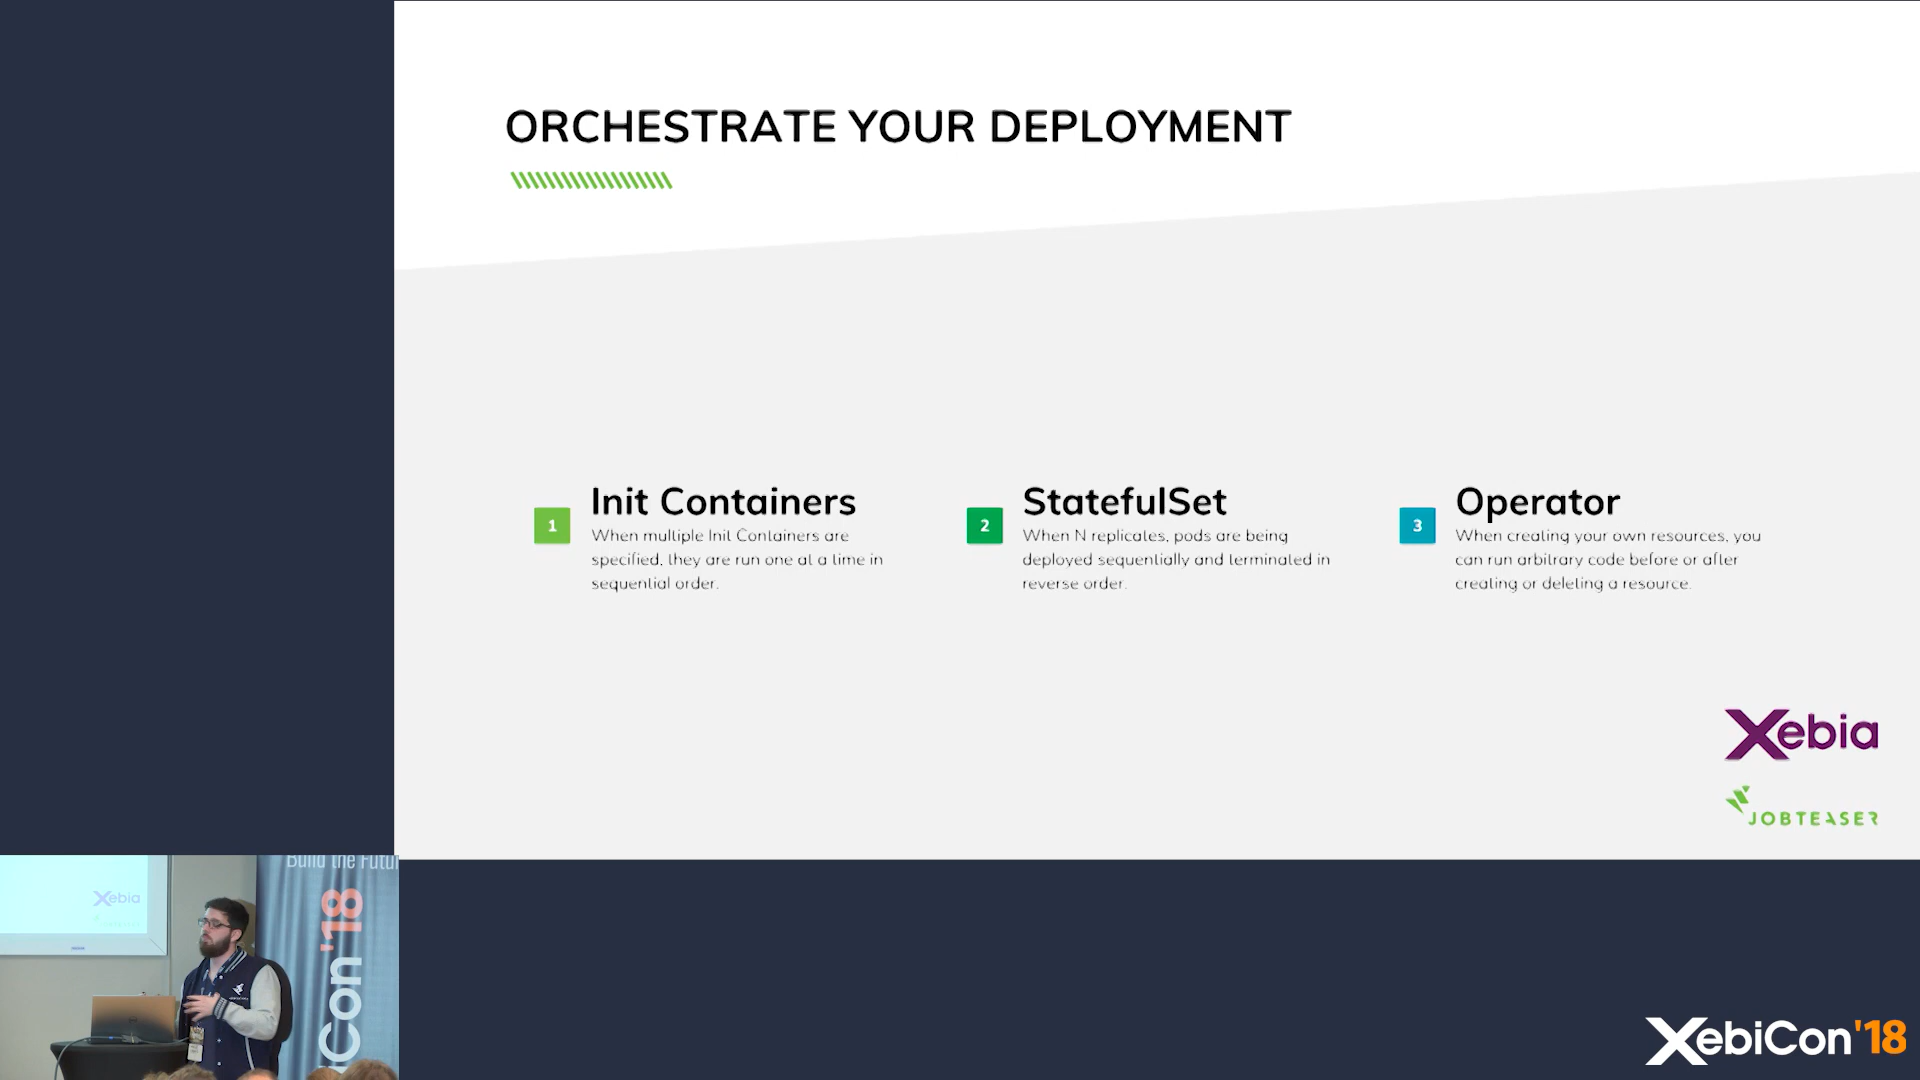 ORCHESTRATE YOUR DEPLOYMENT
1
Init Containers
When multiple Init Containers are
specified, they are run one at a time in
sequential order.
2
StatefulSet
When N replicates, pods are being
deployed sequentially and terminated in
reverse order.
3
Operator
When creating your own resources, you
can run arbitrary code before or after
creating or deleting a resource.
Xebia
JOBTEASER
Build the Futur
Xebia
iCon'18
XebiCon'18